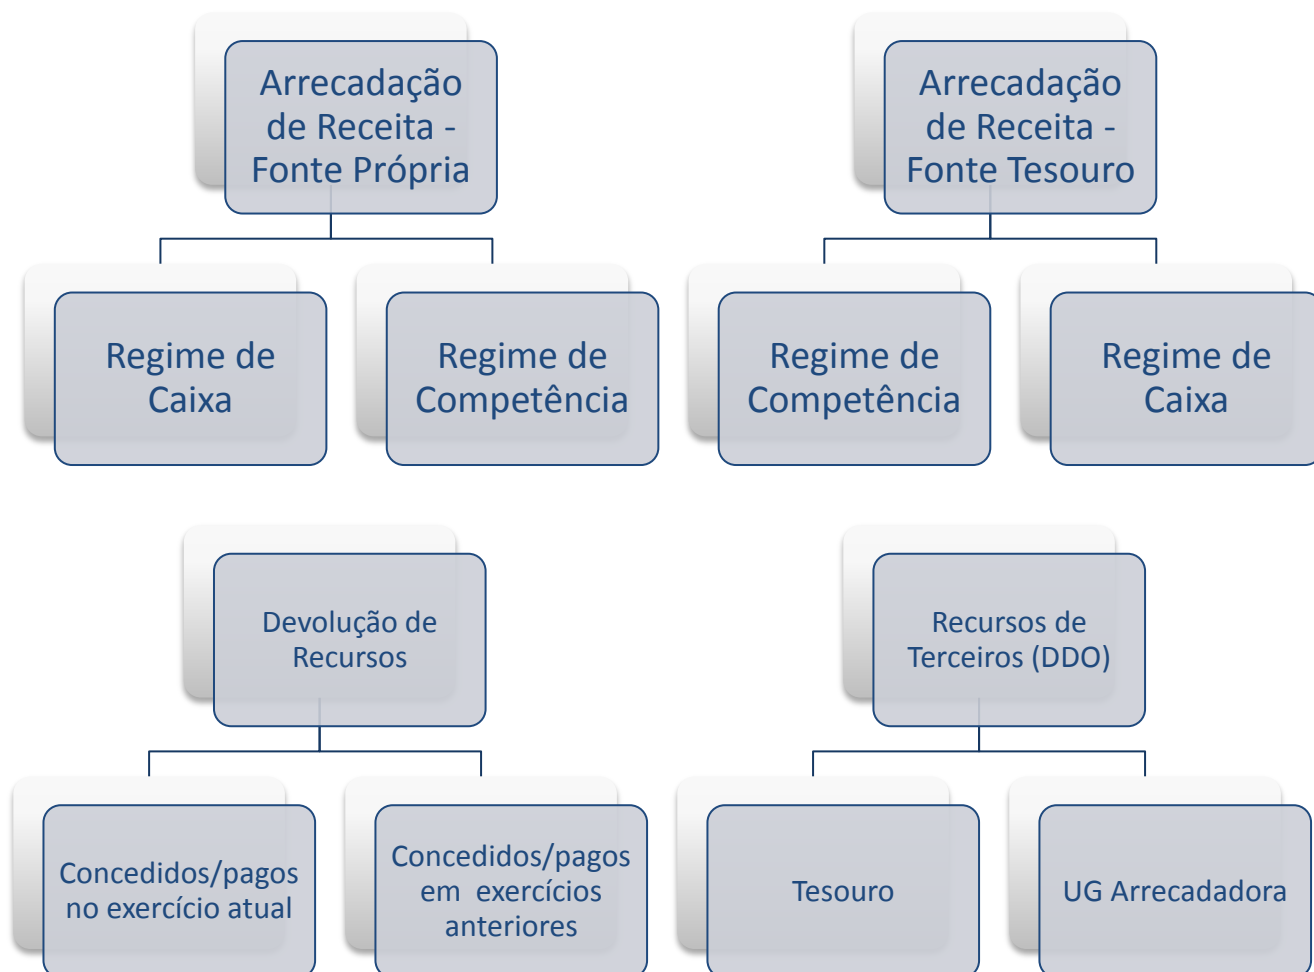 Arrecadação
de Receita -
Fonte Própria
Regime de
Caixa
Regime de
Competência
Arrecadação
de Receita -
Fonte Tesouro
Regime de
Competência
Regime de
Caixa
Devolução de
Recursos
Concedidos/pagos
no exercício atual
Concedidos/pagos
em exercícios
anteriores
Recursos de
Terceiros (DDO)
Tesouro
UG Arrecadadora